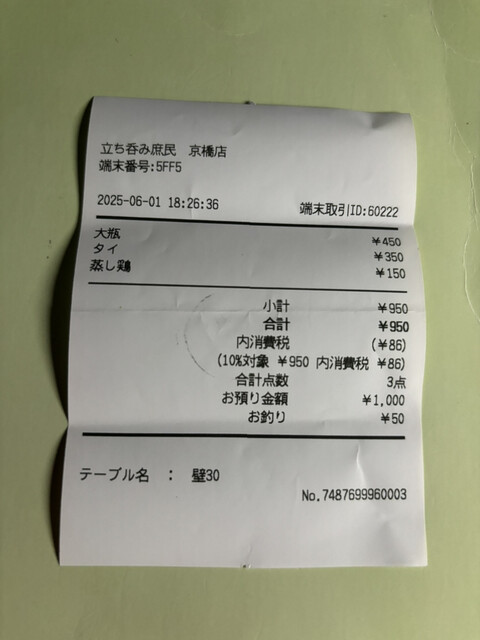 立ち呑み庶民 京橋店
端末番号:5FF5
2025-06-01 18:26:36 端末取引ID:60222
大瓶 ¥450
タイ ¥350
蒸し鶏 ¥150
小計 ¥950
合計 ¥950
内消費税 (¥86)
(10%対象 ¥950 内消費税 ¥86)
合計点数 3点
お預り金額 ¥1,000
お釣り ¥50
テーブル名 : 壁30
No.7487699960003